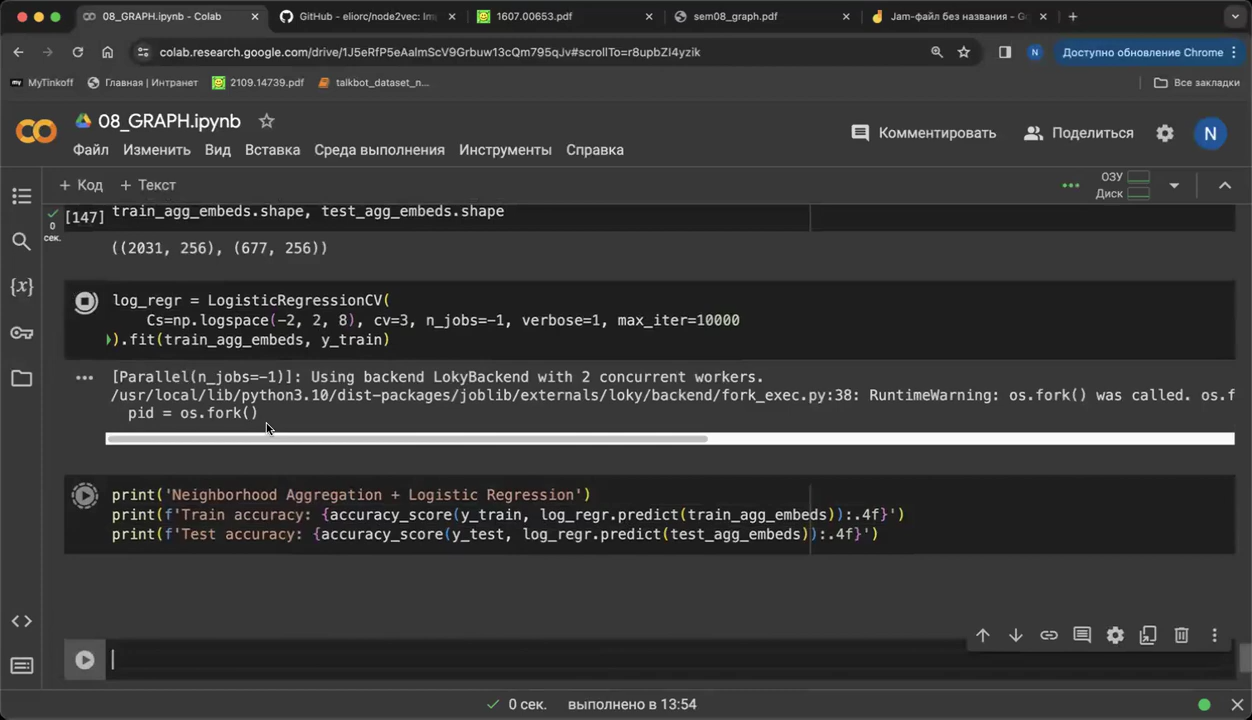 08_GRAPH.ipynb - Colab
GitHub - eliorc/node2vec: Im
1607.00653.pdf
sem08_graph.pdf
Jam-файл без названия - G
colab.research.google.com/drive/1J5eRfP5eAalmScV9Grbuw13cQm795qJv#scrollTo=r8upbZI4yzik
N
Доступно обновление Chrome
my MyTinkoff
Главная | Интранет
2109.14739.pdf
talkbot_dataset_n...
Все закладки
08_GRAPH.ipynb
Комментировать
Поделиться
N
Файл Изменить Вид Вставка Среда выполнения Инструменты Справка
+ Код + Текст
ОЗУ
Диск
[147] train_agg_embeds.shape, test_agg_embeds.shape
0
сек.
((2031, 256), (677, 256))
log_regr = LogisticRegressionCV(
Cs=np.logspace(-2, 2, 8), cv=3, n_jobs=-1, verbose=1, max_iter=10000
).fit(train_agg_embeds, y_train)
[Parallel(n_jobs=-1)]: Using backend LokyBackend with 2 concurrent workers.
/usr/local/lib/python3.10/dist-packages/joblib/externals/loky/backend/fork_exec.py:38: RuntimeWarning: os.fork() was called. os.f
pid = os.fork()
print('Neighborhood Aggregation + Logistic Regression')
print(f'Train accuracy: {accuracy_score(y_train, log_regr.predict(train_agg_embeds)):.4f}')
print(f'Test accuracy: {accuracy_score(y_test, log_regr.predict(test_agg_embeds)):.4f}')
0 сек. выполнено в 13:54